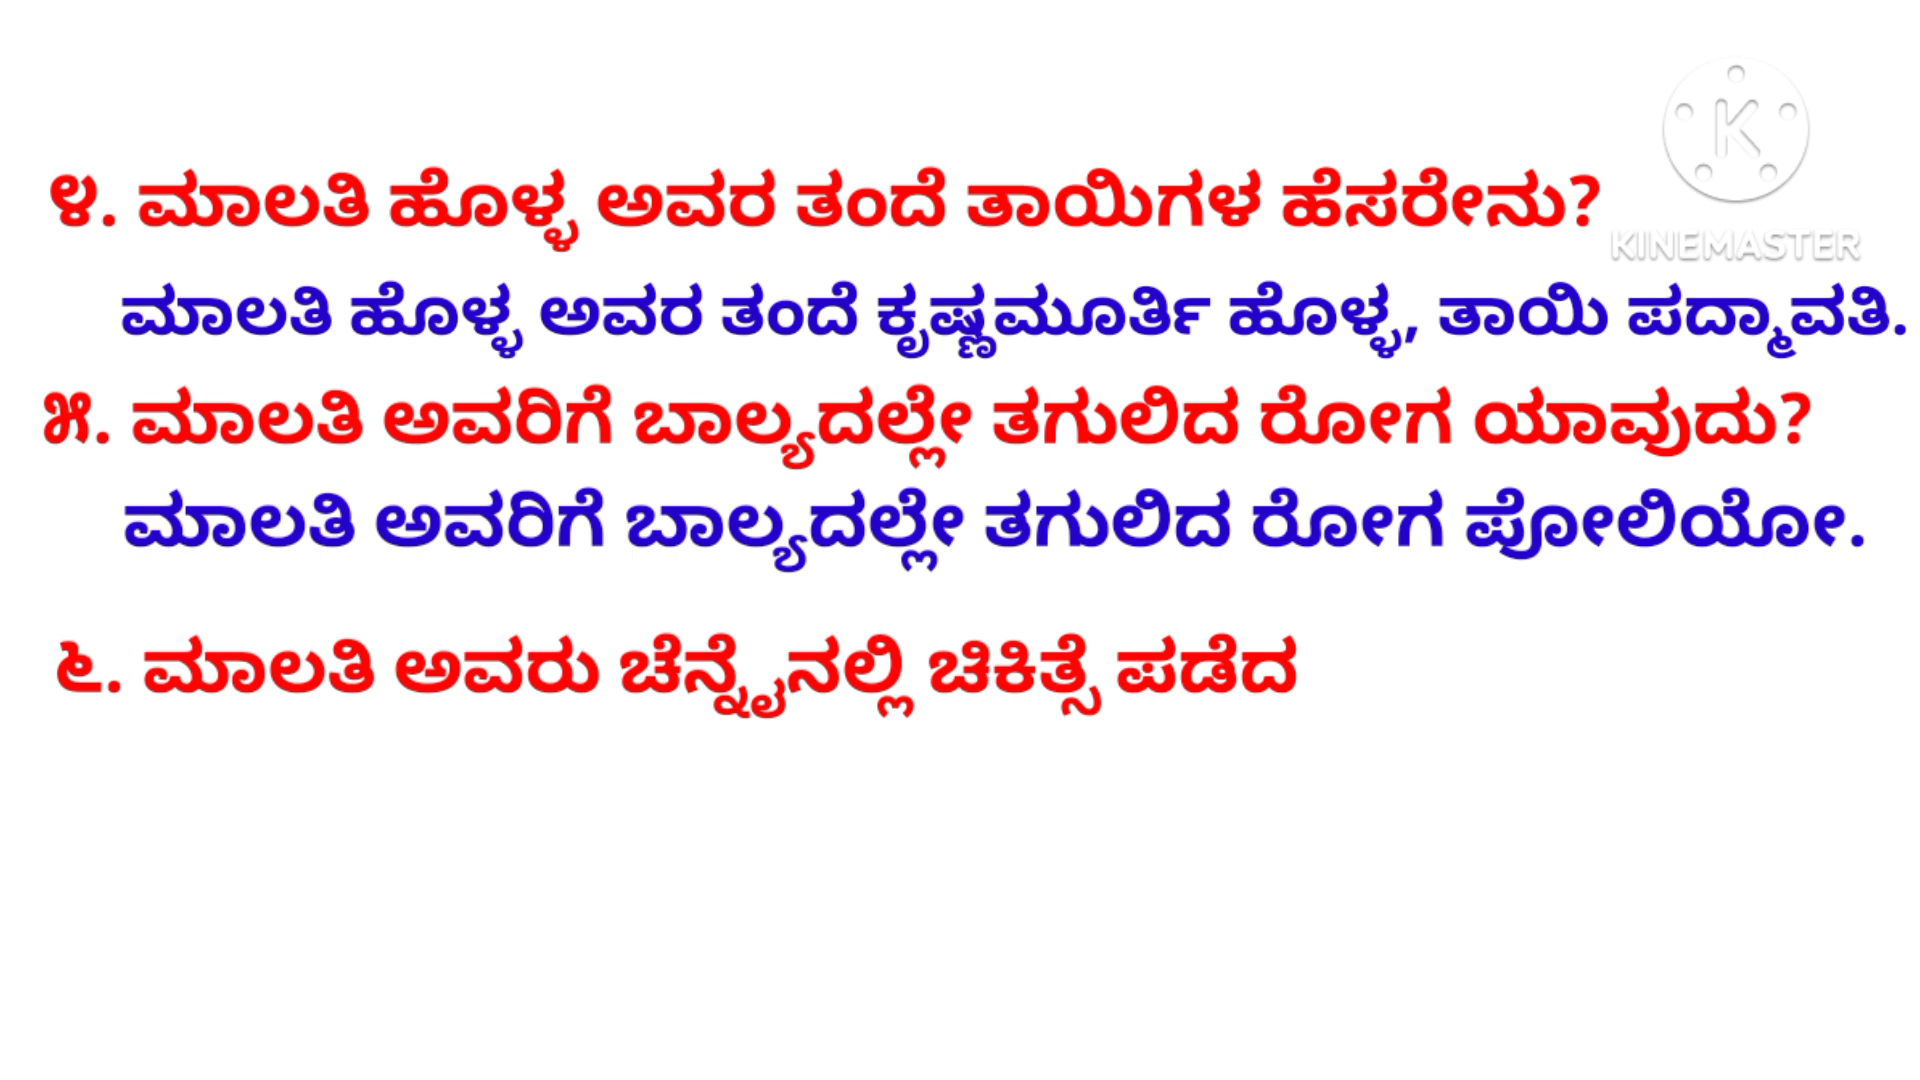 ೪. ಮಾಲತಿ ಹೊಳ್ಳ ಅವರ ತಂದೆ ತಾಯಿಗಳ ಹೆಸರೇನು?
KINEMASTER
ಮಾಲತಿ ಹೊಳ್ಳ ಅವರ ತಂದೆ ಕೃಷ್ಣಮೂರ್ತಿ ಹೊಳ್ಳ, ತಾಯಿ ಪದ್ಮಾವತಿ.
೫. ಮಾಲತಿ ಅವರಿಗೆ ಬಾಲ್ಯದಲ್ಲೇ ತಗುಲಿದ ರೋಗ ಯಾವುದು?
ಮಾಲತಿ ಅವರಿಗೆ ಬಾಲ್ಯದಲ್ಲೇ ತಗುಲಿದ ರೋಗ ಪೋಲಿಯೋ.
೬. ಮಾಲತಿ ಅವರು ಚೆನ್ನೈನಲ್ಲಿ ಚಿಕಿತ್ಸೆ ಪಡೆದ